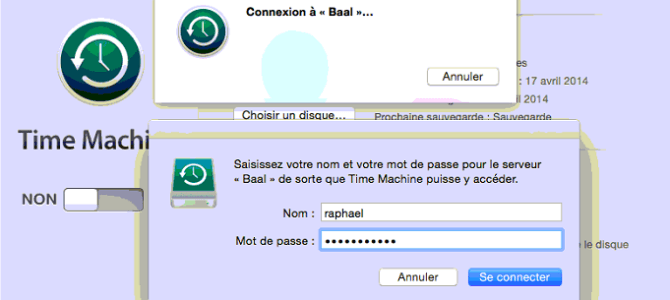 Connexion à « Baal »...
Annuler
: 17 avril 2014
avril 2014
Choisir un disque...
Prochaine sauvegarde : Sauvegarde
Time Machi
NON
Saisissez votre nom et votre mot de passe pour le serveur
« Baal » de sorte que Time Machine puisse y accéder.
Nom : raphael
Mot de passe : •••••••••••
le disque
Annuler
Se connecter